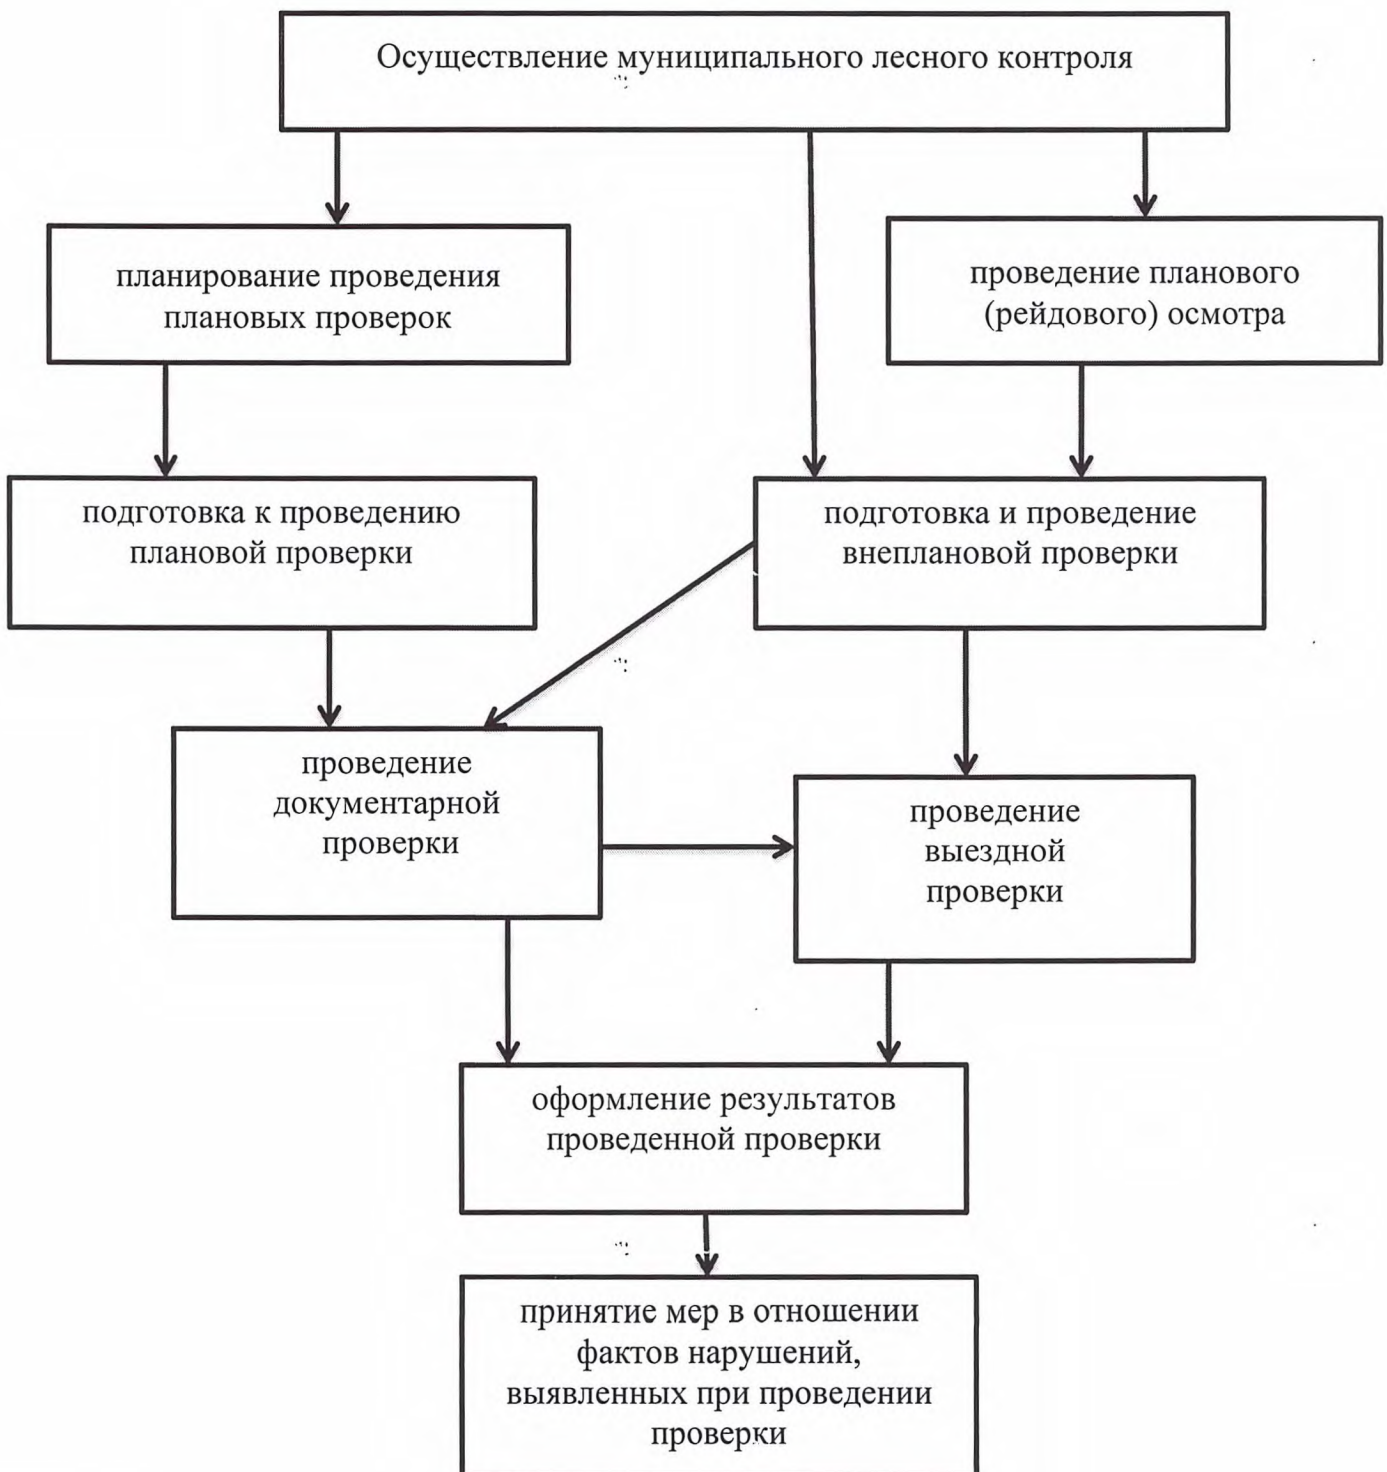 Осуществление муниципального лесного контроля
планирование проведения
плановых проверок
проведение планового
(рейдового) осмотра
подготовка к проведению
плановой проверки
подготовка и проведение
внеплановой проверки
проведение
документарной
проверки
проведение
выездной
проверки
оформление результатов
проведенной проверки
принятие мер в отношении
фактов нарушений,
выявленных при проведении
проверки